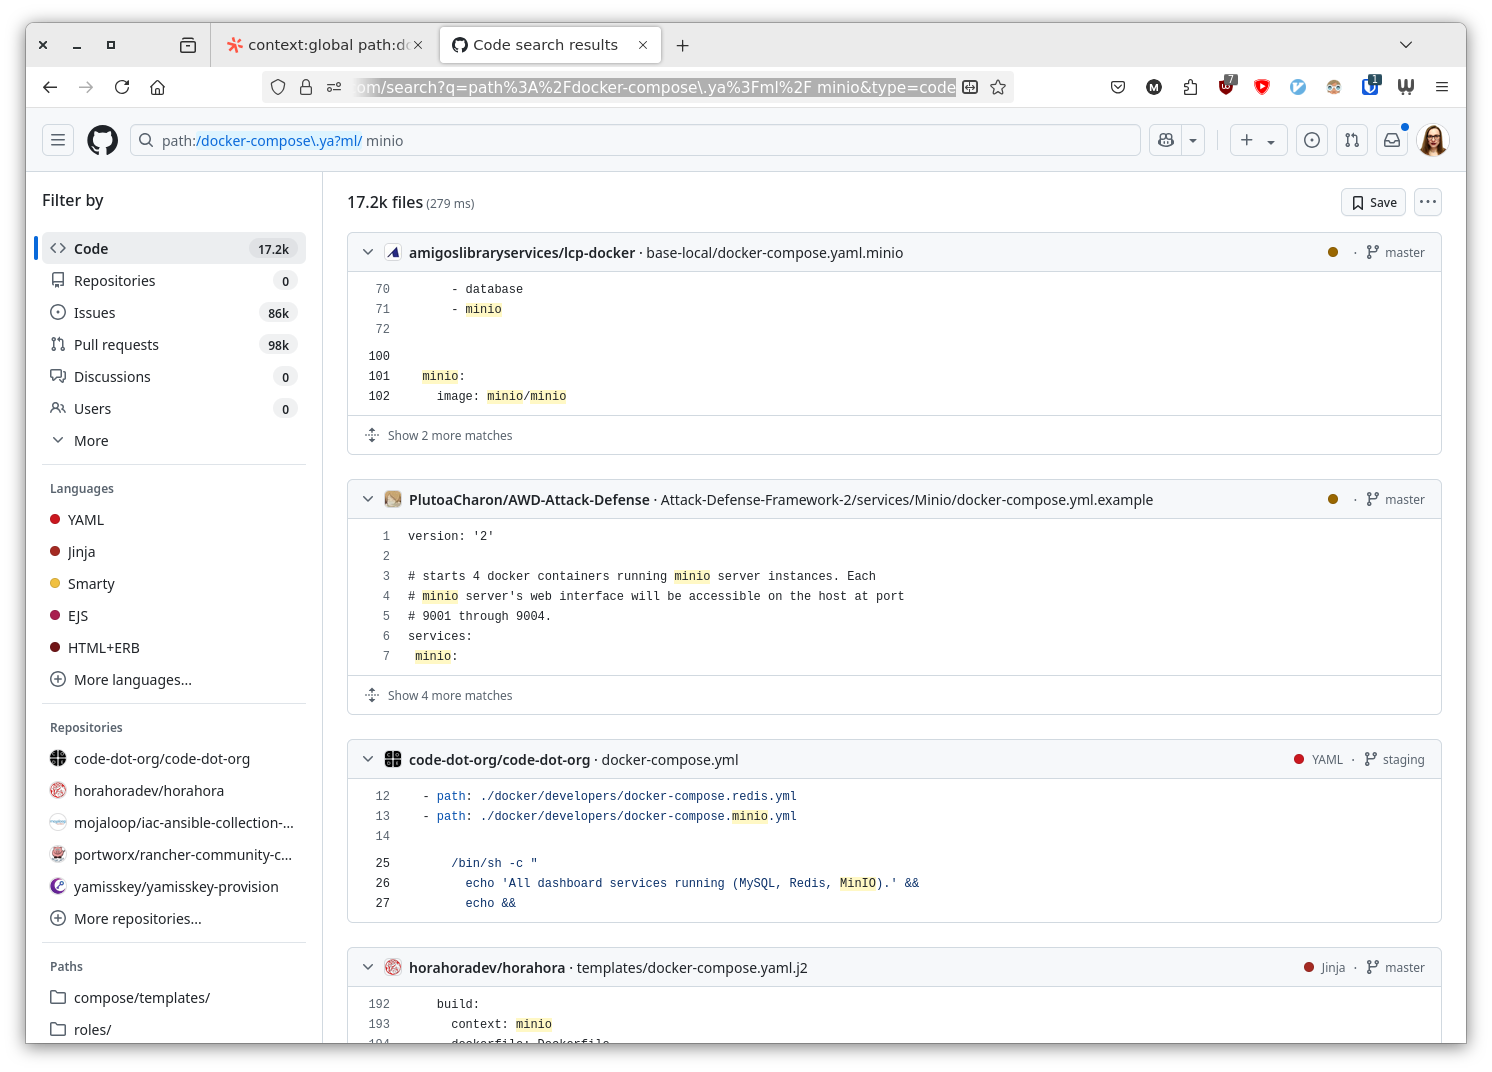 context:global path:do
Code search results
om/search?q=path%3A%2Fdocker-compose\.ya%3Fml%2F minio&type=code
7
1
path:/docker-compose\.ya?ml/ minio
Filter by
Code 17.2k
Repositories 0
Issues 86k
Pull requests 98k
Discussions 0
Users 0
More
Languages
YAML
Jinja
Smarty
EJS
HTML+ERB
More languages...
Repositories
code-dot-org/code-dot-org
horahoradev/horahora
mojaloop/iac-ansible-collection-...
portworx/rancher-community-c...
yamisskey/yamisskey-provision
More repositories...
Paths
compose/templates/
roles/
17.2k files (279 ms)
Save
amigoslibraryservices/lcp-docker · base-local/docker-compose.yaml.minio · master
70 - database
71 - minio
72
100
101 minio:
102 image: minio/minio
Show 2 more matches
PlutoaCharon/AWD-Attack-Defense · Attack-Defense-Framework-2/services/Minio/docker-compose.yml.example · master
1 version: '2'
2
3 # starts 4 docker containers running minio server instances. Each
4 # minio server's web interface will be accessible on the host at port
5 # 9001 through 9004.
6 services:
7 minio:
Show 4 more matches
code-dot-org/code-dot-org · docker-compose.yml YAML · staging
12 - path: ./docker/developers/docker-compose.redis.yml
13 - path: ./docker/developers/docker-compose.minio.yml
14
25 /bin/sh -c "
26 echo 'All dashboard services running (MySQL, Redis, MinIO).' &&
27 echo &&
horahoradev/horahora · templates/docker-compose.yaml.j2 Jinja · master
192 build:
193 context: minio
194 dockerfile: Dockerfile